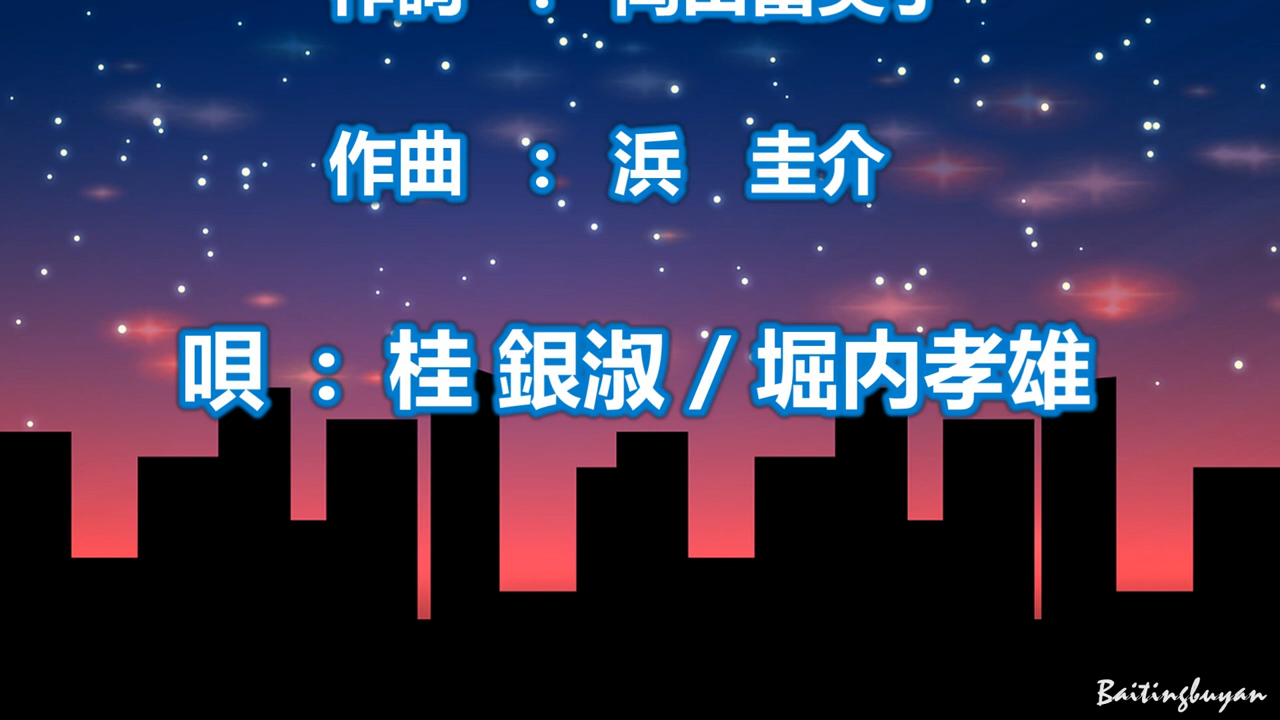 作曲 ： 浜 圭介
唄 ： 桂 銀淑 / 堀内孝雄
Baitingbuyan